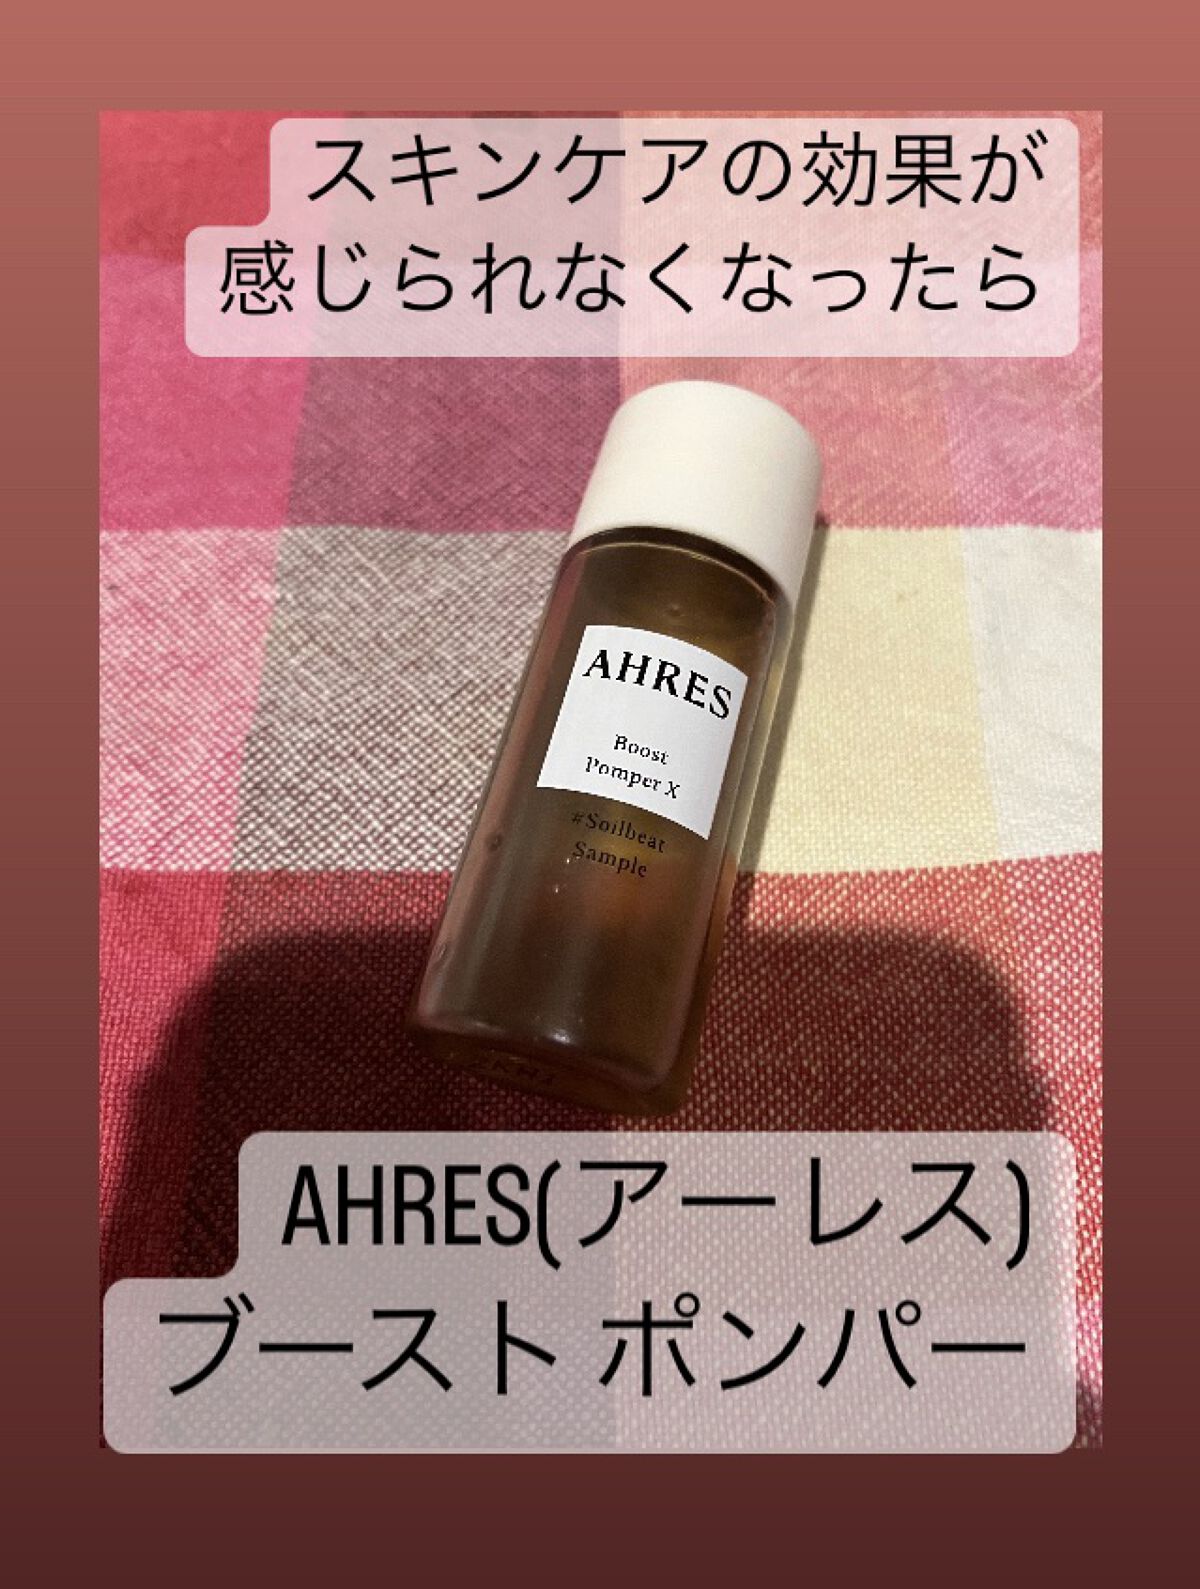 スキンケアの効果が
感じられなくなったら
AHRES
Boost
Pomper X
#Soilbeat
Sample
AHRES(アーレス)
ブースト ポンパー